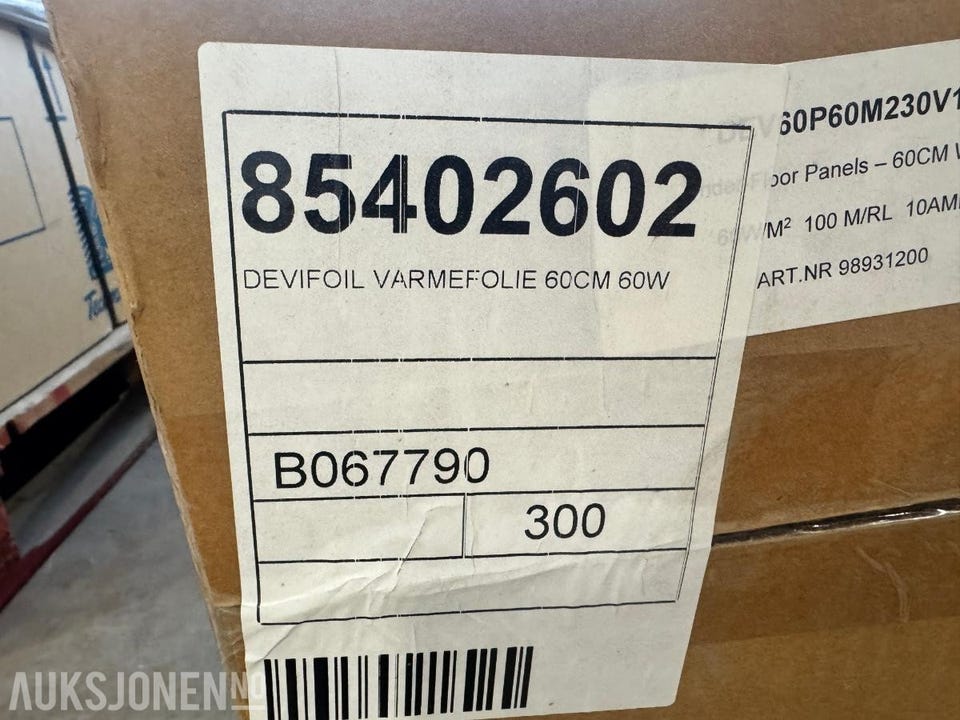 85402602
DEVIFOIL VARMEFOLIE 60CM 60W
B067790
300
60P60M230V1
oor Panels – 60CM
/M² 100 M/RL 10AM
ART.NR 98931200
AUKSJONEN NO